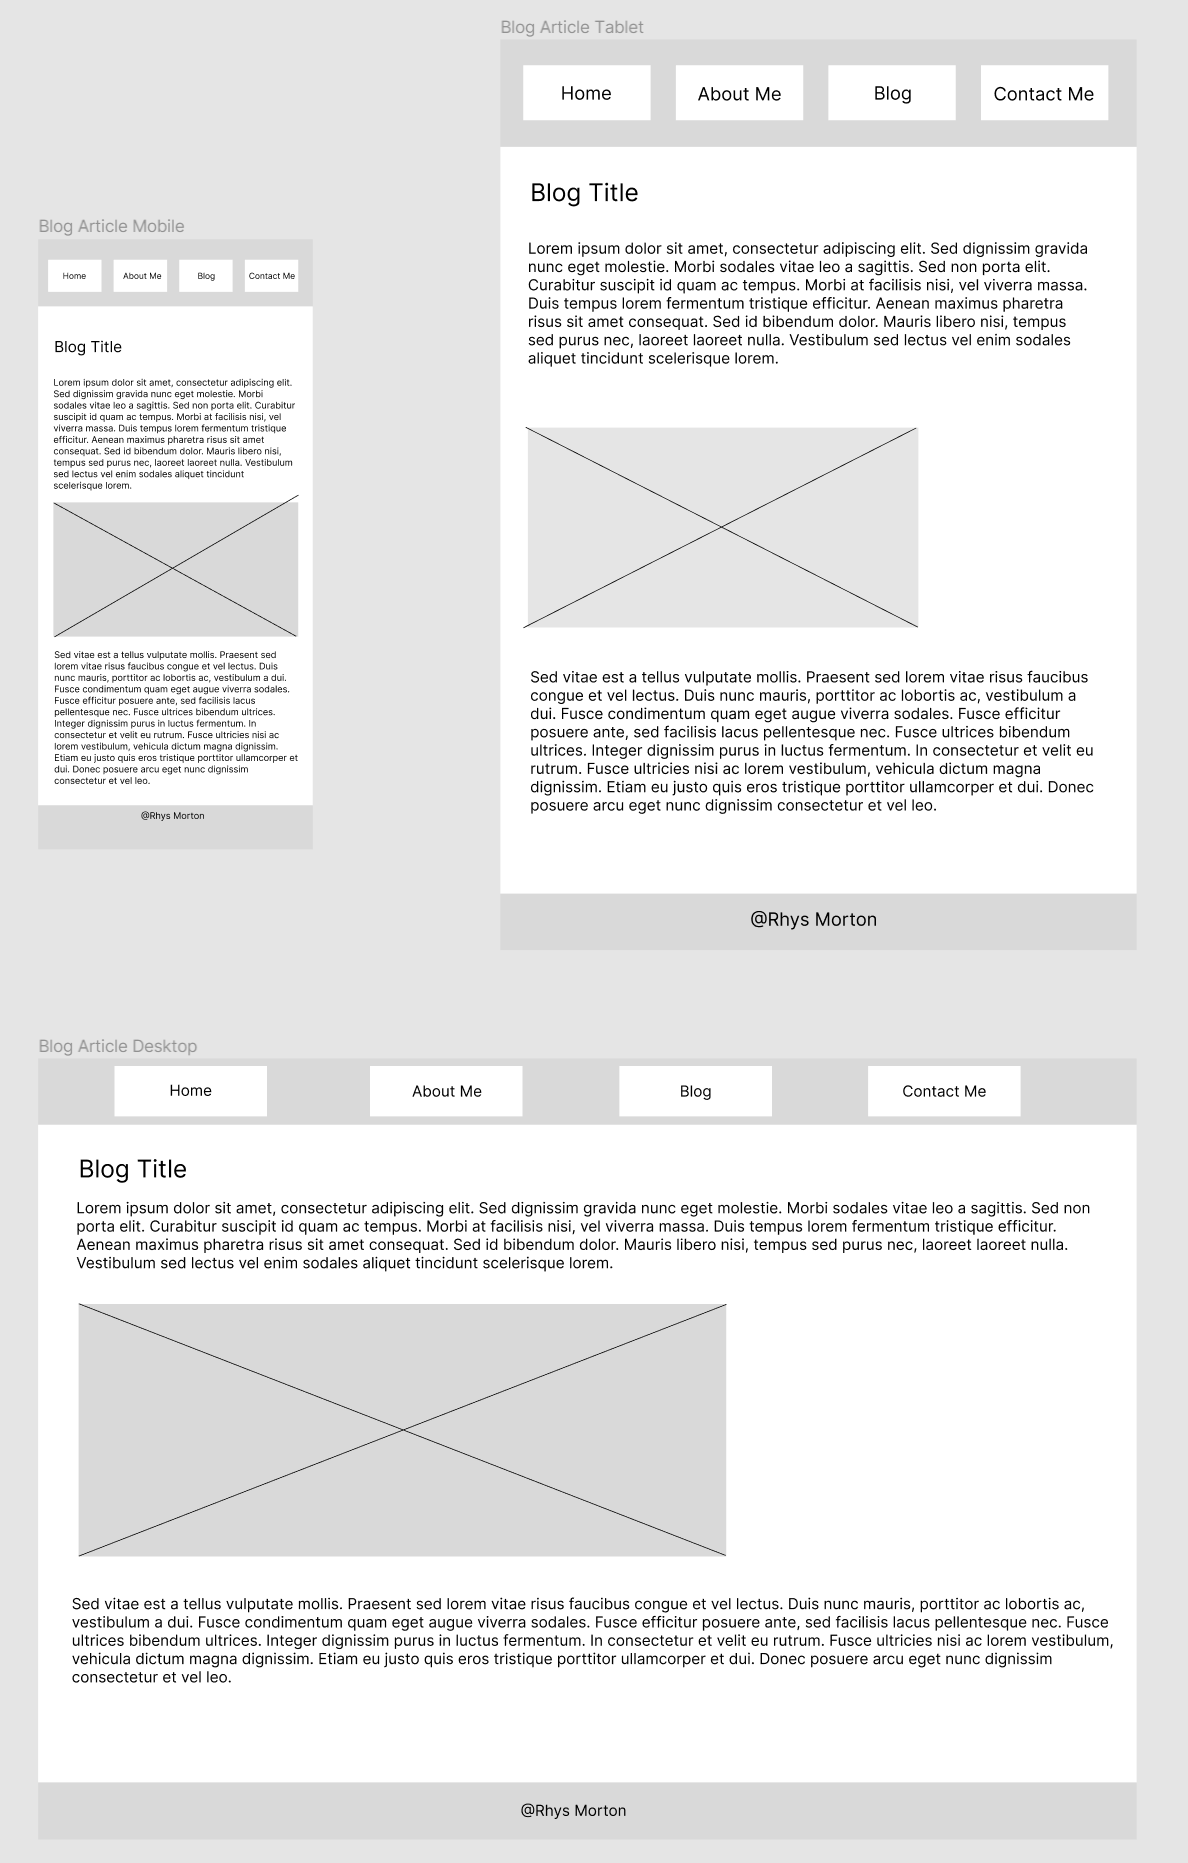 Blog Article Tablet
Home
About Me
Blog
Contact Me
Blog Title
Lorem ipsum dolor sit amet, consectetur adipiscing elit. Sed dignissim gravida
nunc eget molestie. Morbi sodales vitae leo a sagittis. Sed non porta elit.
Curabitur suscipit id quam ac tempus. Morbi at facilisis nisi, vel viverra massa.
Duis tempus lorem fermentum tristique efficitur. Aenean maximus pharetra
risus sit amet consequat. Sed id bibendum dolor. Mauris libero nisi, tempus
sed purus nec, laoreet laoreet nulla. Vestibulum sed lectus vel enim sodales
aliquet tincidunt scelerisque lorem.
Sed vitae est a tellus vulputate mollis. Praesent sed lorem vitae risus faucibus
congue et vel lectus. Duis nunc mauris, porttitor ac lobortis ac, vestibulum a
dui. Fusce condimentum quam eget augue viverra sodales. Fusce efficitur
posuere ante, sed facilisis lacus pellentesque nec. Fusce ultrices bibendum
ultrices. Integer dignissim purus in luctus fermentum. In consectetur et velit eu
rutrum. Fusce ultricies nisi ac lorem vestibulum, vehicula dictum magna
dignissim. Etiam eu justo quis eros tristique porttitor ullamcorper et dui. Donec
posuere arcu eget nunc dignissim consectetur et vel leo.
@Rhys Morton
Blog Article Mobile
Home
About Me
Blog
Contact Me
Blog Title
Lorem ipsum dolor sit amet, consectetur adipiscing elit.
Sed dignissim gravida nunc eget molestie. Morbi
sodales vitae leo a sagittis. Sed non porta elit. Curabitur
suscipit id quam ac tempus. Morbi at facilisis nisi, vel
viverra massa. Duis tempus lorem fermentum tristique
efficitur. Aenean maximus pharetra risus sit amet
consequat. Sed id bibendum dolor. Mauris libero nisi,
tempus sed purus nec, laoreet laoreet nulla. Vestibulum
sed lectus vel enim sodales aliquet tincidunt
scelerisque lorem.
Sed vitae est a tellus vulputate mollis. Praesent sed
lorem vitae risus faucibus congue et vel lectus. Duis
nunc mauris, porttitor ac lobortis ac, vestibulum a dui.
Fusce condimentum quam eget augue viverra sodales.
Fusce efficitur posuere ante, sed facilisis lacus
pellentesque nec. Fusce ultrices bibendum ultrices.
Integer dignissim purus in luctus fermentum. In
consectetur et velit eu rutrum. Fusce ultricies nisi ac
lorem vestibulum, vehicula dictum magna dignissim.
Etiam eu justo quis eros tristique porttitor ullamcorper et
dui. Donec posuere arcu eget nunc dignissim
consectetur et vel leo.
@Rhys Morton
Blog Article Desktop
Home
About Me
Blog
Contact Me
Blog Title
Lorem ipsum dolor sit amet, consectetur adipiscing elit. Sed dignissim gravida nunc eget molestie. Morbi sodales vitae leo a sagittis. Sed non
porta elit. Curabitur suscipit id quam ac tempus. Morbi at facilisis nisi, vel viverra massa. Duis tempus lorem fermentum tristique efficitur.
Aenean maximus pharetra risus sit amet consequat. Sed id bibendum dolor. Mauris libero nisi, tempus sed purus nec, laoreet laoreet nulla.
Vestibulum sed lectus vel enim sodales aliquet tincidunt scelerisque lorem.
Sed vitae est a tellus vulputate mollis. Praesent sed lorem vitae risus faucibus congue et vel lectus. Duis nunc mauris, porttitor ac lobortis ac,
vestibulum a dui. Fusce condimentum quam eget augue viverra sodales. Fusce efficitur posuere ante, sed facilisis lacus pellentesque nec. Fusce
ultrices bibendum ultrices. Integer dignissim purus in luctus fermentum. In consectetur et velit eu rutrum. Fusce ultricies nisi ac lorem vestibulum,
vehicula dictum magna dignissim. Etiam eu justo quis eros tristique porttitor ullamcorper et dui. Donec posuere arcu eget nunc dignissim
consectetur et vel leo.
@Rhys Morton